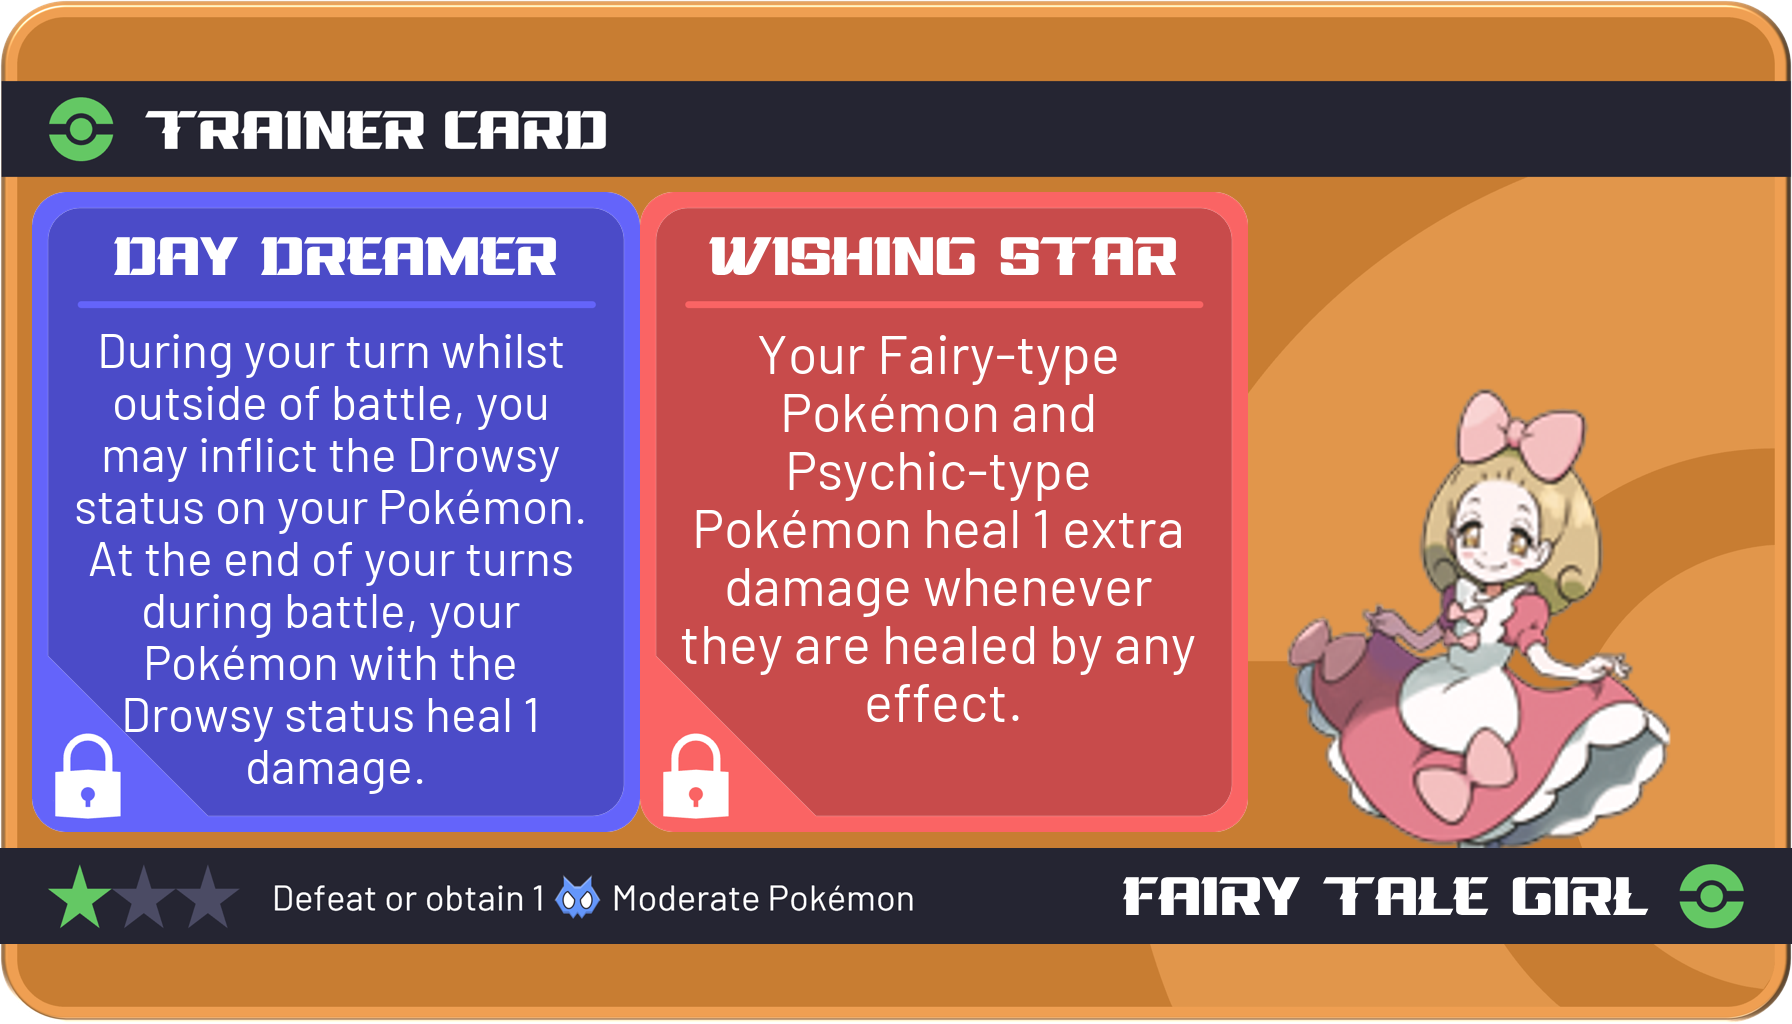 TRAINER CARD
DAY DREAMER
During your turn whilst
outside of battle, you
may inflict the Drowsy
status on your Pokémon.
At the end of your turns
during battle, your
Pokémon with the
Drowsy status heal 1
damage.
WISHING STAR
Your Fairy-type
Pokémon and
Psychic-type
Pokémon heal 1 extra
damage whenever
they are healed by any
effect.
Defeat or obtain 1 Moderate Pokémon
FAIRY TALE GIRL